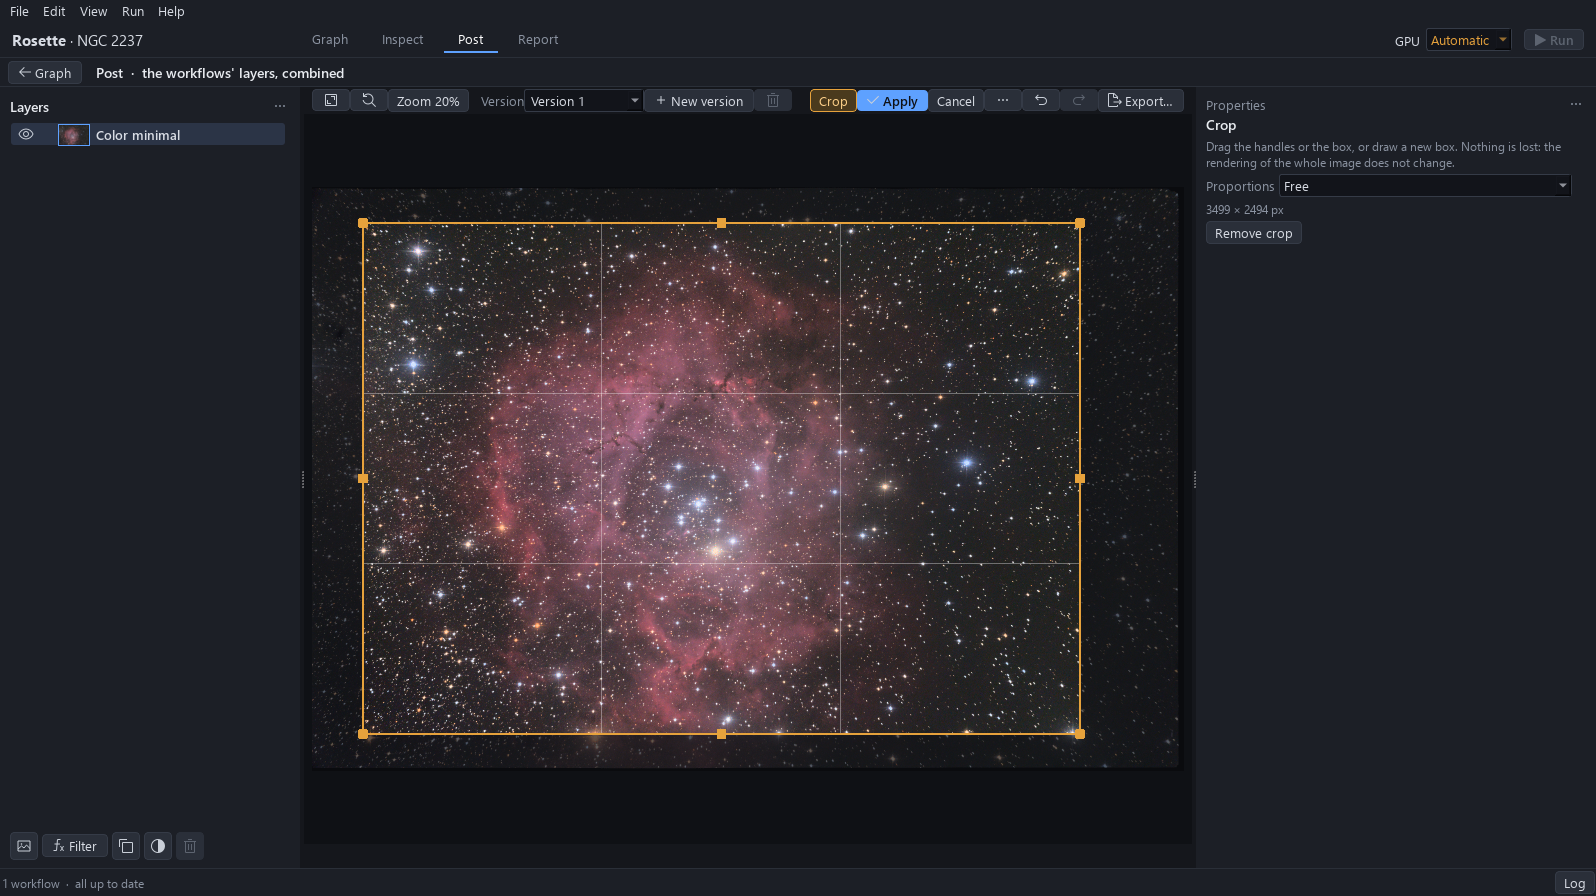 File Edit View Run Help
Rosette · NGC 2237
Graph Inspect Post Report
GPU Automatic Run
Graph Post · the workflows' layers, combined
Layers
Color minimal
Zoom 20% Version Version 1 New version Crop Apply Cancel Export...
Properties
Crop
Drag the handles or the box, or draw a new box. Nothing is lost: the
rendering of the whole image does not change.
Proportions Free
3499 × 2494 px
Remove crop
fx Filter
1 workflow · all up to date
Log